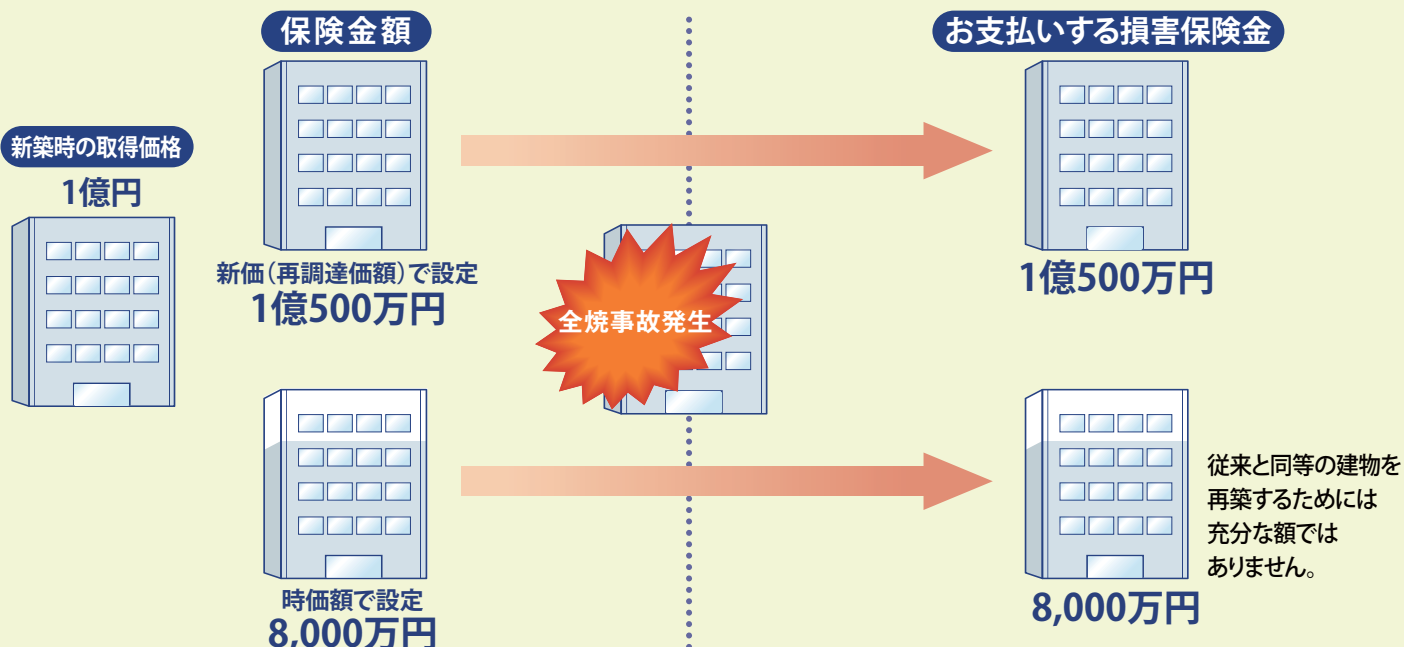 保険金額
お支払いする損害保険金
新築時の取得価格
1億円
新価（再調達価額）で設定
1億500万円
全焼事故発生
1億500万円
時価額で設定
8,000万円
8,000万円
従来と同等の建物を
再築するためには
充分な額では
ありません。